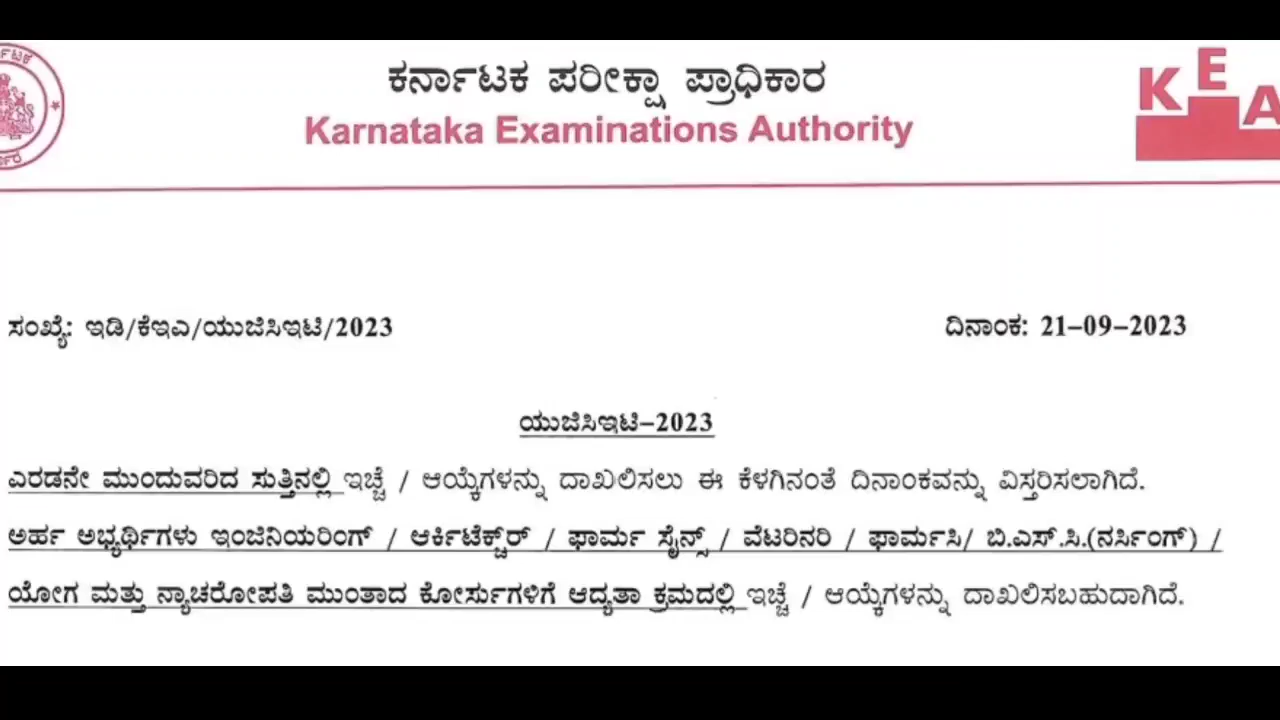 ಕರ್ನಾಟಕ ಪರೀಕ್ಷಾ ಪ್ರಾಧಿಕಾರ
Karnataka Examinations Authority
KEA
ಸಂಖ್ಯೆ: ಇಡಿ/ಕೆಇಎ/ಯುಜಿಸಿಇಟಿ/2023
ದಿನಾಂಕ: 21-09-2023
ಯುಜಿಸಿಇಟಿ-2023
ಎರಡನೇ ಮುಂದುವರಿದ ಸುತ್ತಿನಲ್ಲಿ ಇಚ್ಛೆ / ಆಯ್ಕೆಗಳನ್ನು ದಾಖಲಿಸಲು ಈ ಕೆಳಗಿನಂತೆ ದಿನಾಂಕವನ್ನು ವಿಸ್ತರಿಸಲಾಗಿದೆ.
ಅರ್ಹ ಅಭ್ಯರ್ಥಿಗಳು ಇಂಜಿನಿಯರಿಂಗ್ / ಆರ್ಕಿಟೆಕ್ಚರ್ / ಫಾರ್ಮ ಸೈನ್ಸ್ / ವೆಟರಿನರಿ / ಫಾರ್ಮಸಿ/ ಬಿ.ಎಸ್.ಸಿ.(ನರ್ಸಿಂಗ್) /
ಯೋಗ ಮತ್ತು ನ್ಯಾಚರೋಪತಿ ಮುಂತಾದ ಕೋರ್ಸುಗಳಿಗೆ ಆದ್ಯತಾ ಕ್ರಮದಲ್ಲಿ ಇಚ್ಛೆ / ಆಯ್ಕೆಗಳನ್ನು ದಾಖಲಿಸಬಹುದಾಗಿದೆ.